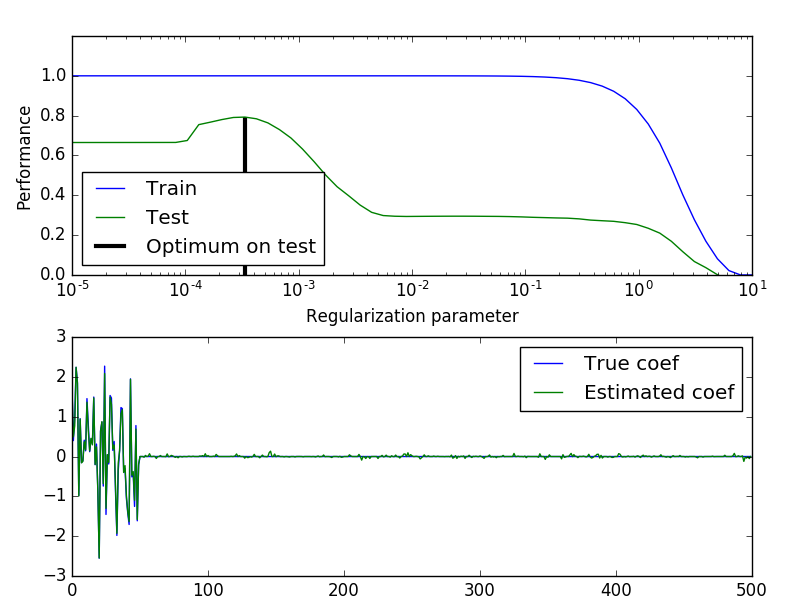 1.0
0.8
0.6
0.4
0.2
0.0
Performance
Train
Test
Optimum on test
10^-5 10^-4 10^-3 10^-2 10^-1 10^0 10^1
Regularization parameter
3
2
1
0
−1
−2
−3
True coef
Estimated coef
0 100 200 300 400 500